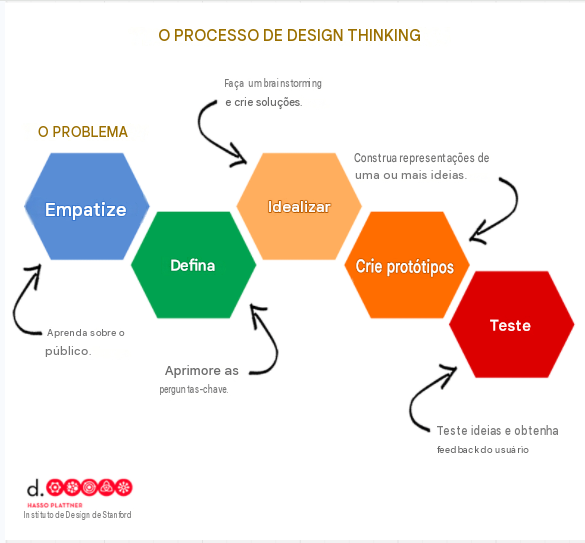 O PROCESSO DE DESIGN THINKING
Faça um brainstorming
e crie soluções.
O PROBLEMA
Construa representações de
uma ou mais ideias.
Empatize
Idealizar
Defina
Crie protótipos
Teste
Aprenda sobre o
público.
Aprimore as
perguntas-chave.
Teste ideias e obtenha
feedback do usuário
d.
HASSO PLATTNER
Instituto de Design de Stanford